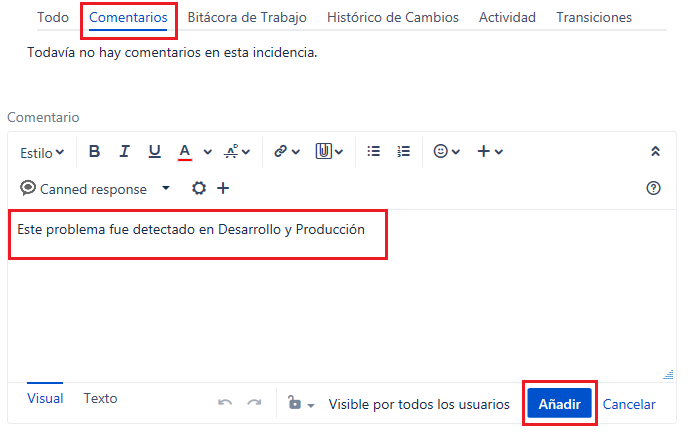 Todo Comentarios Bitácora de Trabajo Histórico de Cambios Actividad Transiciones
Todavía no hay comentarios en esta incidencia.
Comentario
Estilo B I U A
Canned response
Este problema fue detectado en Desarrollo y Producción
Visual Texto Visible por todos los usuarios Añadir Cancelar